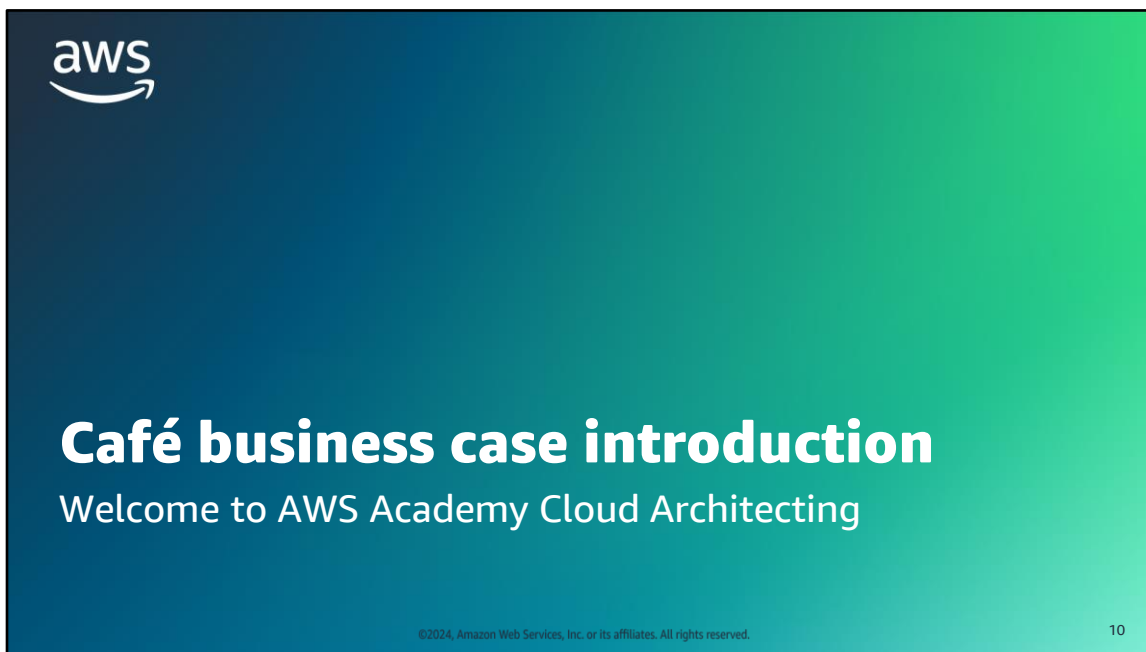 aws
Café business case introduction
Welcome to AWS Academy Cloud Architecting
©2024, Amazon Web Services, Inc. or its affiliates. All rights reserved.
10